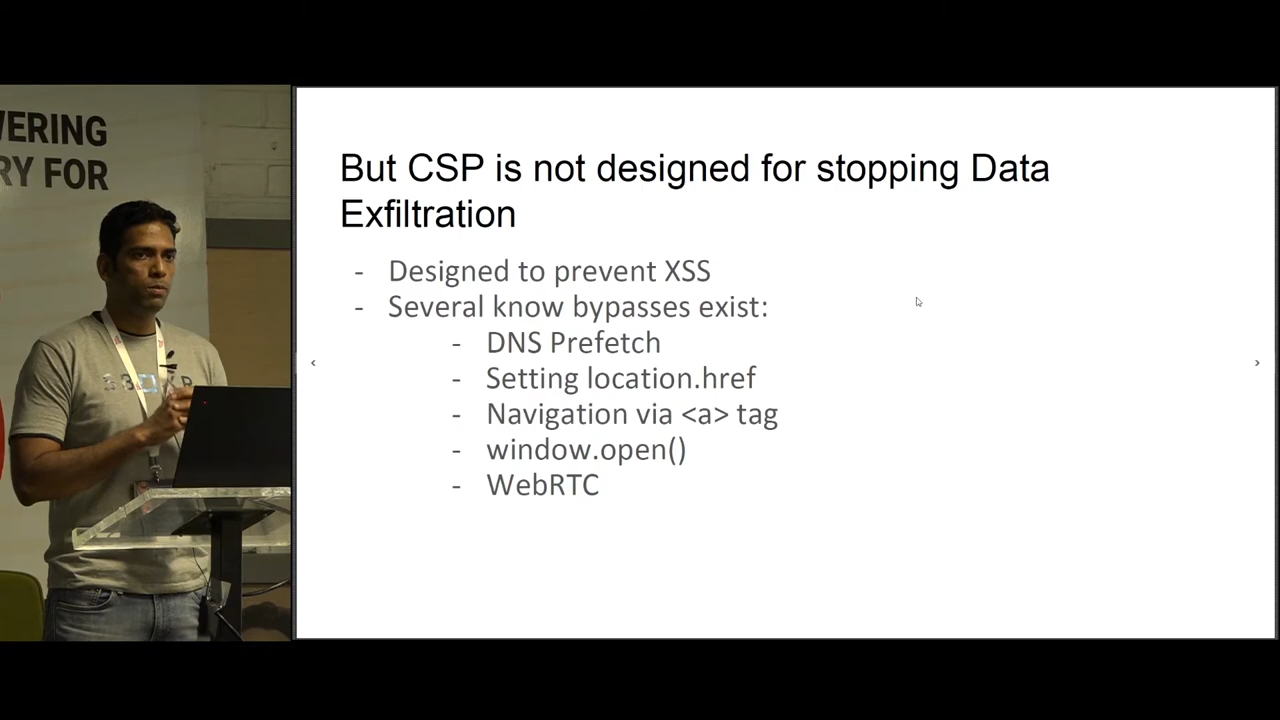 WERING
RY FOR
But CSP is not designed for stopping Data
Exfiltration
- Designed to prevent XSS
- Several know bypasses exist:
- DNS Prefetch
- Setting location.href
- Navigation via <a> tag
- window.open()
- WebRTC